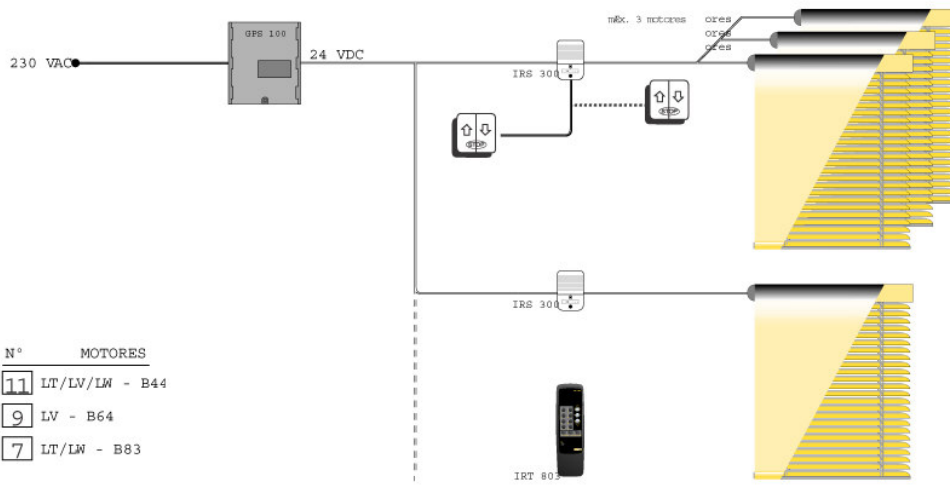 máx. 3 motores
ores
ores
ores
GPS 100
230 VAC
24 VDC
IRS 300
STOP
STOP
IRS 300
Nº MOTORES
11 LT/LV/LW - B44
9 LV - B64
7 LT/LW - B83
IRT 803